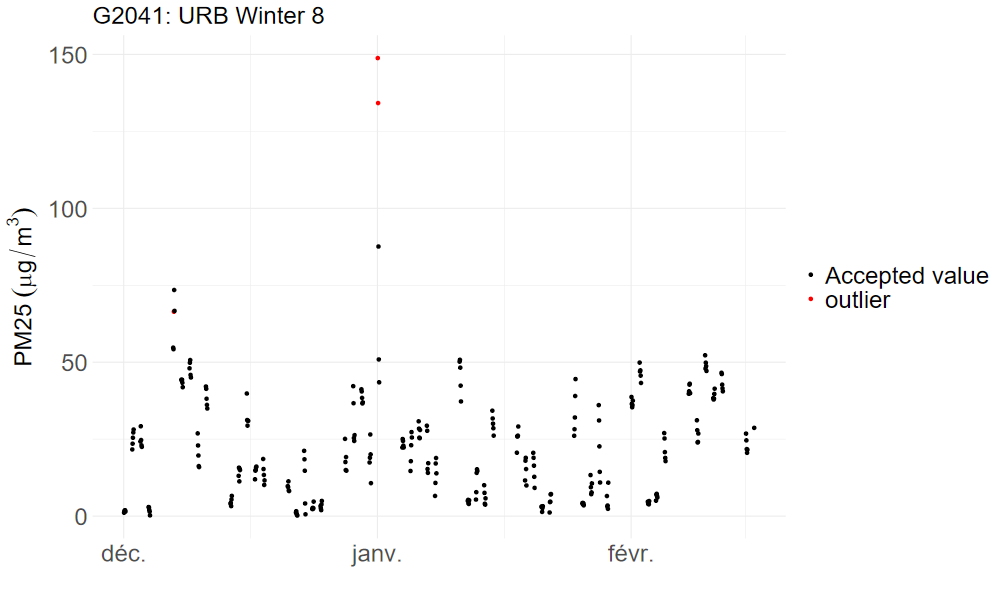 G2041: URB Winter 8
150
100
50
0
PM25 (μg/m³)
déc.
janv.
févr.
Accepted value
outlier